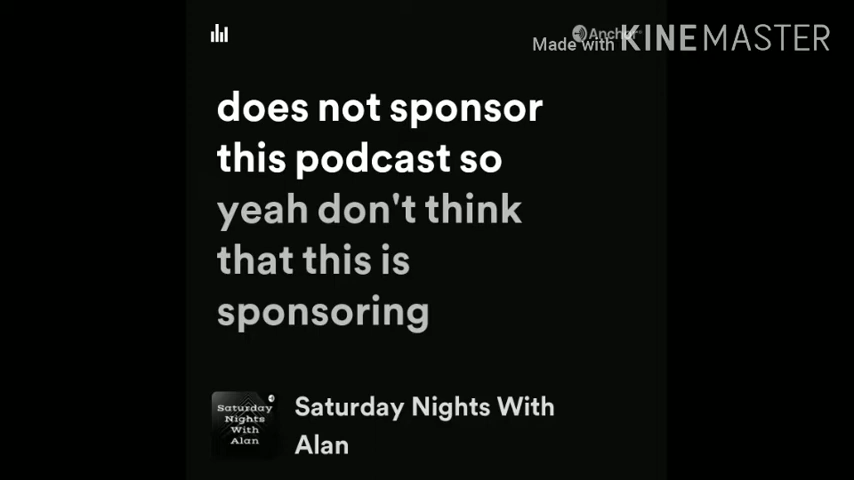 Anchor
Made with KINEMASTER
does not sponsor
this podcast so
yeah don't think
that this is
sponsoring
Saturday
Nights
With
Alan
Saturday Nights With
Alan